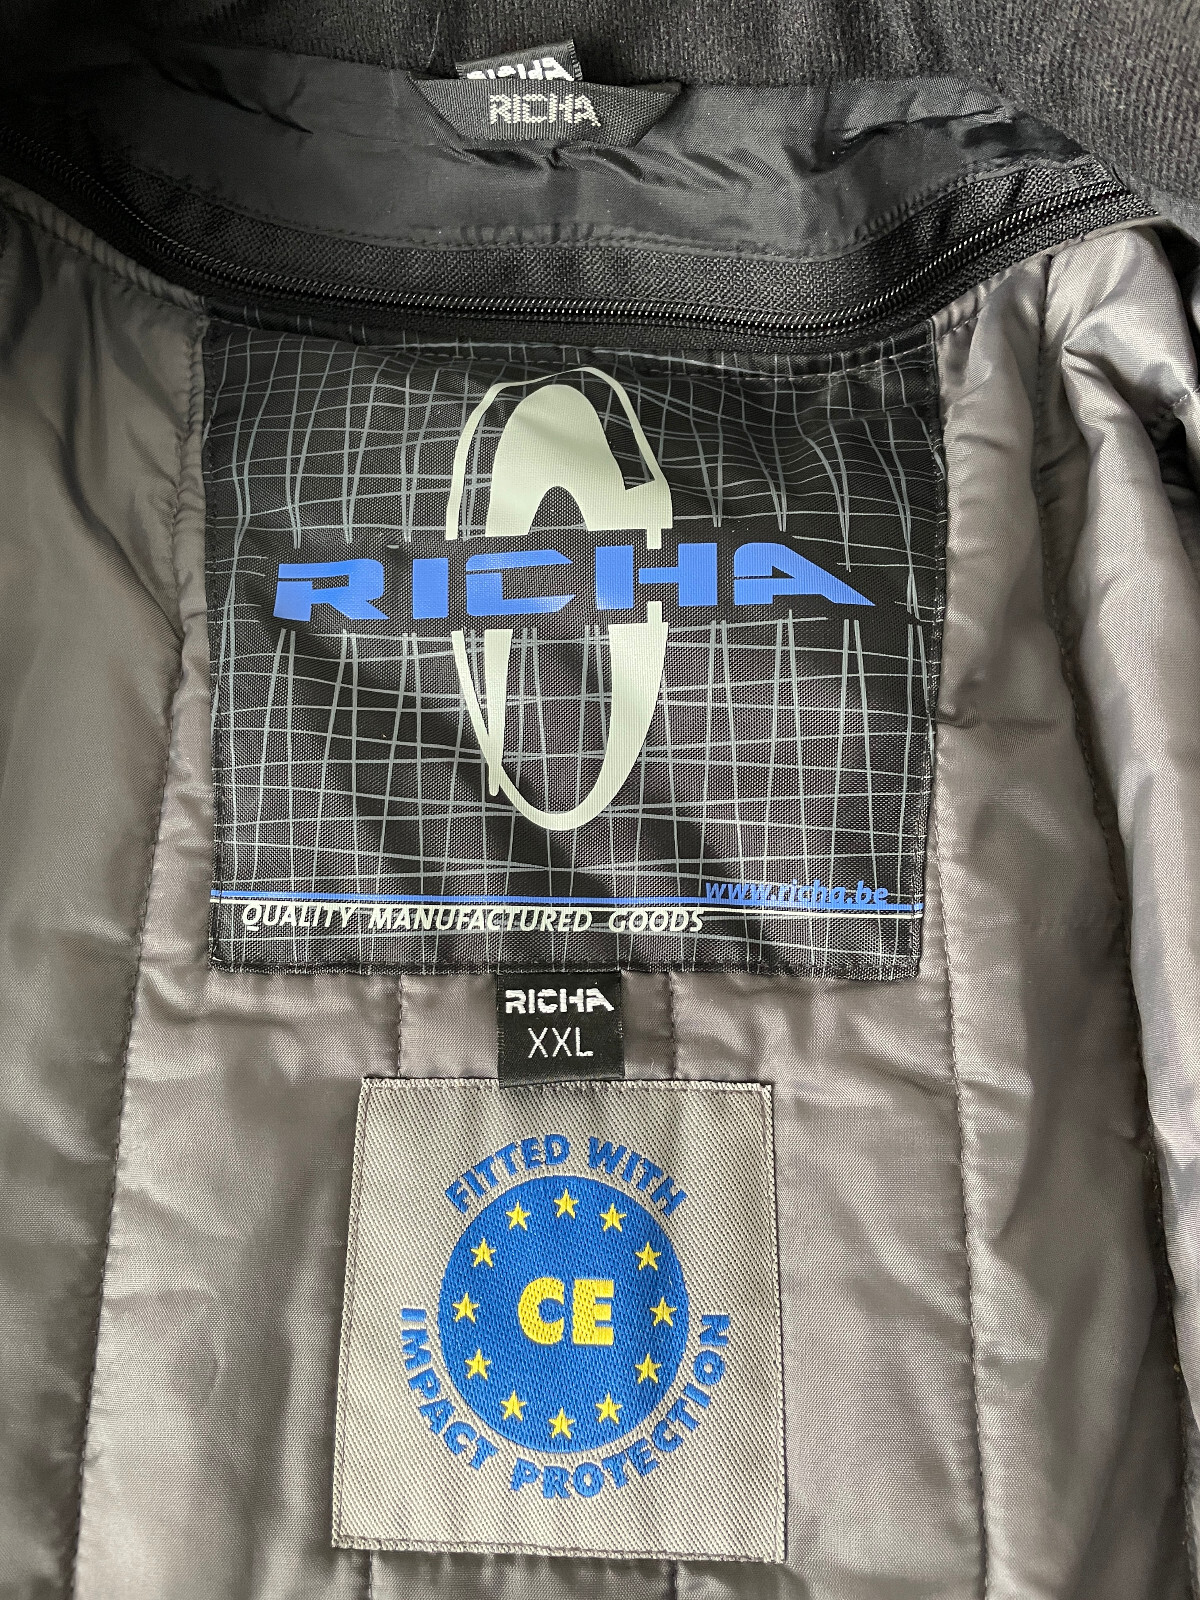 RICHA
RICHA
RICHA
www.richa.be
QUALITY MANUFACTURED GOODS
RICHA
XXL
FITTED WITH
CE
IMPACT PROTECTION